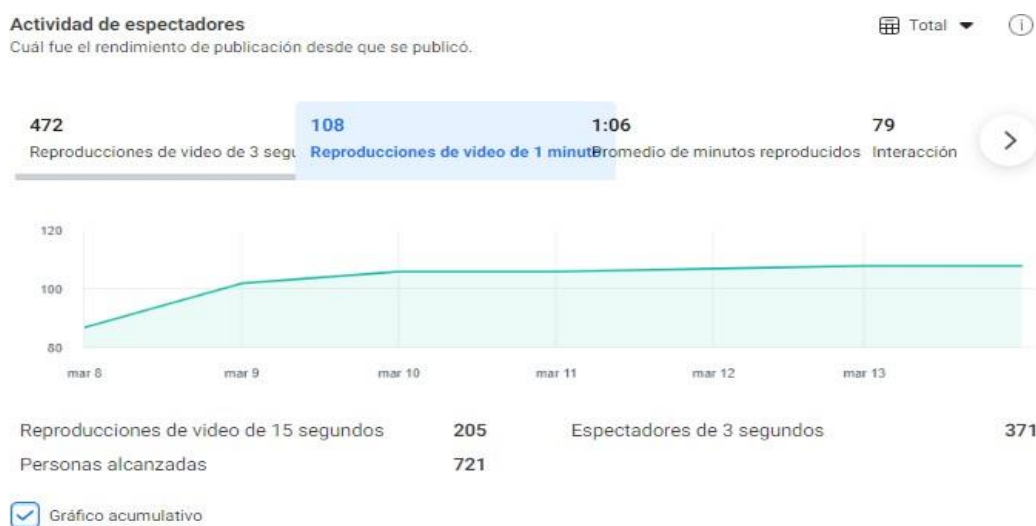 Actividad de espectadores
Total
Cuál fue el rendimiento de publicación desde que se publicó.
472 108 1:06 79
Reproducciones de video de 3 segu Reproducciones de video de 1 minuto Promedio de minutos reproducidos Interacción
120
100
80
mar 8 mar 9 mar 10 mar 11 mar 12 mar 13
Reproducciones de video de 15 segundos 205 Espectadores de 3 segundos 371
Personas alcanzadas 721
Gráfico acumulativo